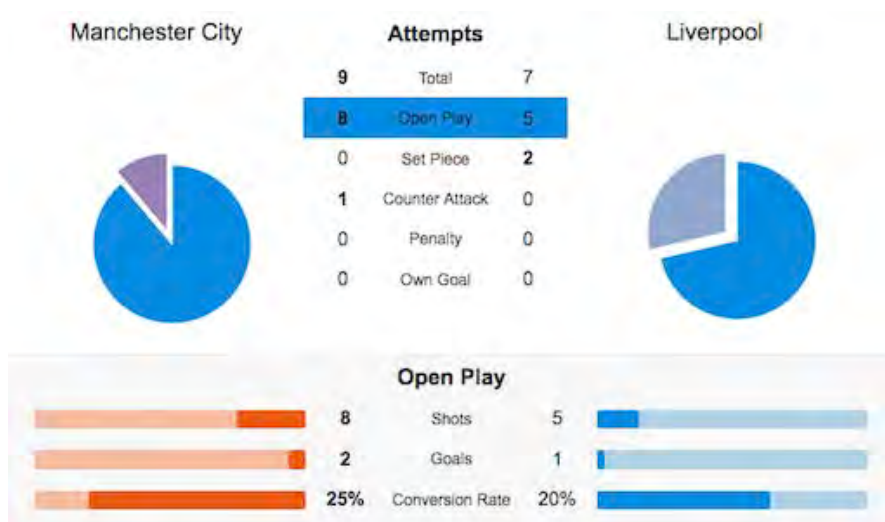 Manchester City Attempts Liverpool
9 Total 7
8 Open Play 5
0 Set Piece 2
1 Counter Attack 0
0 Penalty 0
0 Own Goal 0
Open Play
8 Shots 5
2 Goals 1
25% Conversion Rate 20%